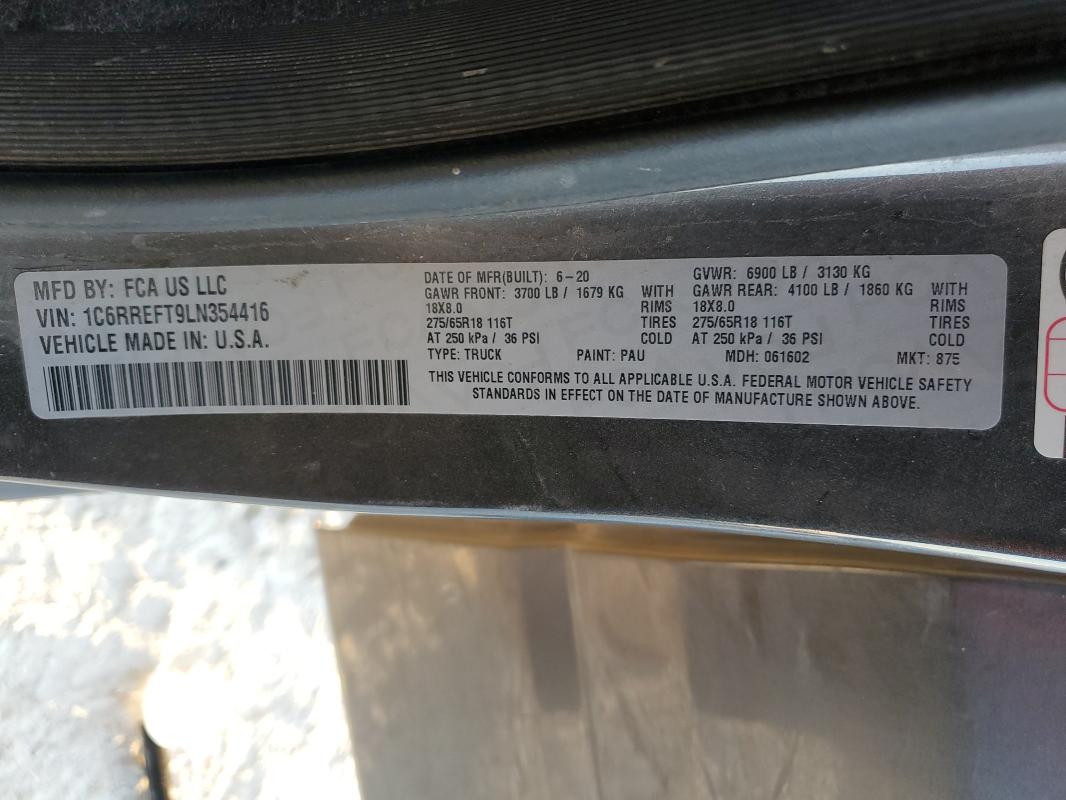 MFD BY: FCA US LLC
VIN: 1C6RREFT9LN354416
VEHICLE MADE IN: U.S.A.
DATE OF MFR(BUILT): 6-20
GAWR FRONT: 3700 LB / 1679 KG WITH
18X8.0 RIMS
275/65R18 116T TIRES
AT 250 kPa / 36 PSI COLD
GVWR: 6900 LB / 3130 KG
GAWR REAR: 4100 LB / 1860 KG WITH
18X8.0 RIMS
275/65R18 116T TIRES
AT 250 kPa / 36 PSI COLD
TYPE: TRUCK PAINT: PAU MDH: 061602 MKT: 875
THIS VEHICLE CONFORMS TO ALL APPLICABLE U.S.A. FEDERAL MOTOR VEHICLE SAFETY
STANDARDS IN EFFECT ON THE DATE OF MANUFACTURE SHOWN ABOVE.